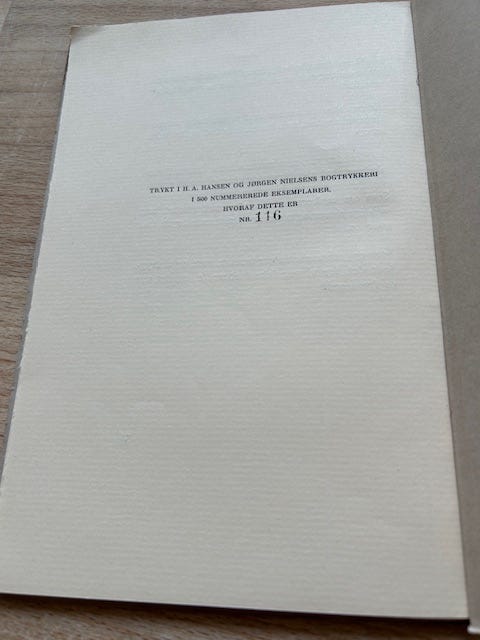 TRYKT I H. A. HANSEN OG JØRGEN NIELSENS BOGTRYKKERI
I 500 NUMMEREREDE EKSEMPLARER,
HVORAF DETTE ER
NR. 116